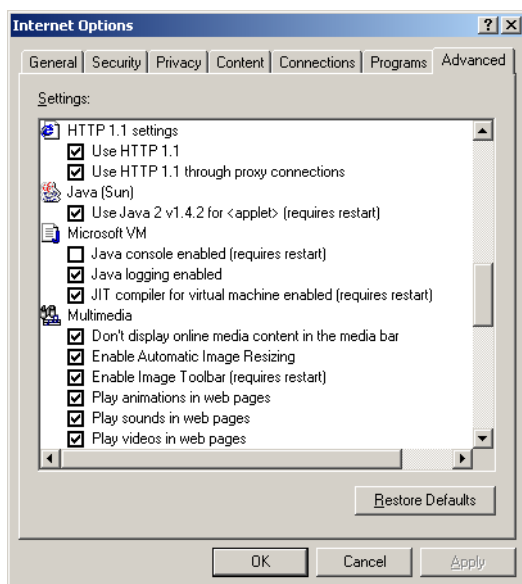 Internet Options
General Security Privacy Content Connections Programs Advanced
Settings:
HTTP 1.1 settings
Use HTTP 1.1
Use HTTP 1.1 through proxy connections
Java (Sun)
Use Java 2 v1.4.2 for <applet> (requires restart)
Microsoft VM
Java console enabled (requires restart)
Java logging enabled
JIT compiler for virtual machine enabled (requires restart)
Multimedia
Don't display online media content in the media bar
Enable Automatic Image Resizing
Enable Image Toolbar (requires restart)
Play animations in web pages
Play sounds in web pages
Play videos in web pages
Restore Defaults
OK Cancel Apply